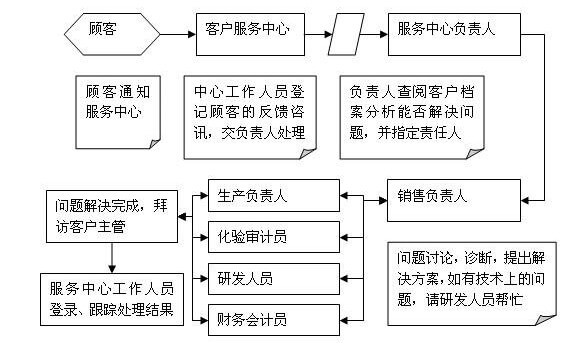 顾客
客户服务中心
服务中心负责人
顾客通知
服务中心
中心工作人员登
记顾客的反馈咨
讯，交负责人处理
负责人查阅客户档
案分析能否解决问
题，并指定责任人
问题解决完成，拜
访客户主管
生产负责人
销售负责人
化验审计员
研发人员
财务会计员
服务中心工作人员
登录、跟踪处理结果
问题讨论，诊断，提出解
决方案，如有技术上的问
题，请研发人员帮忙